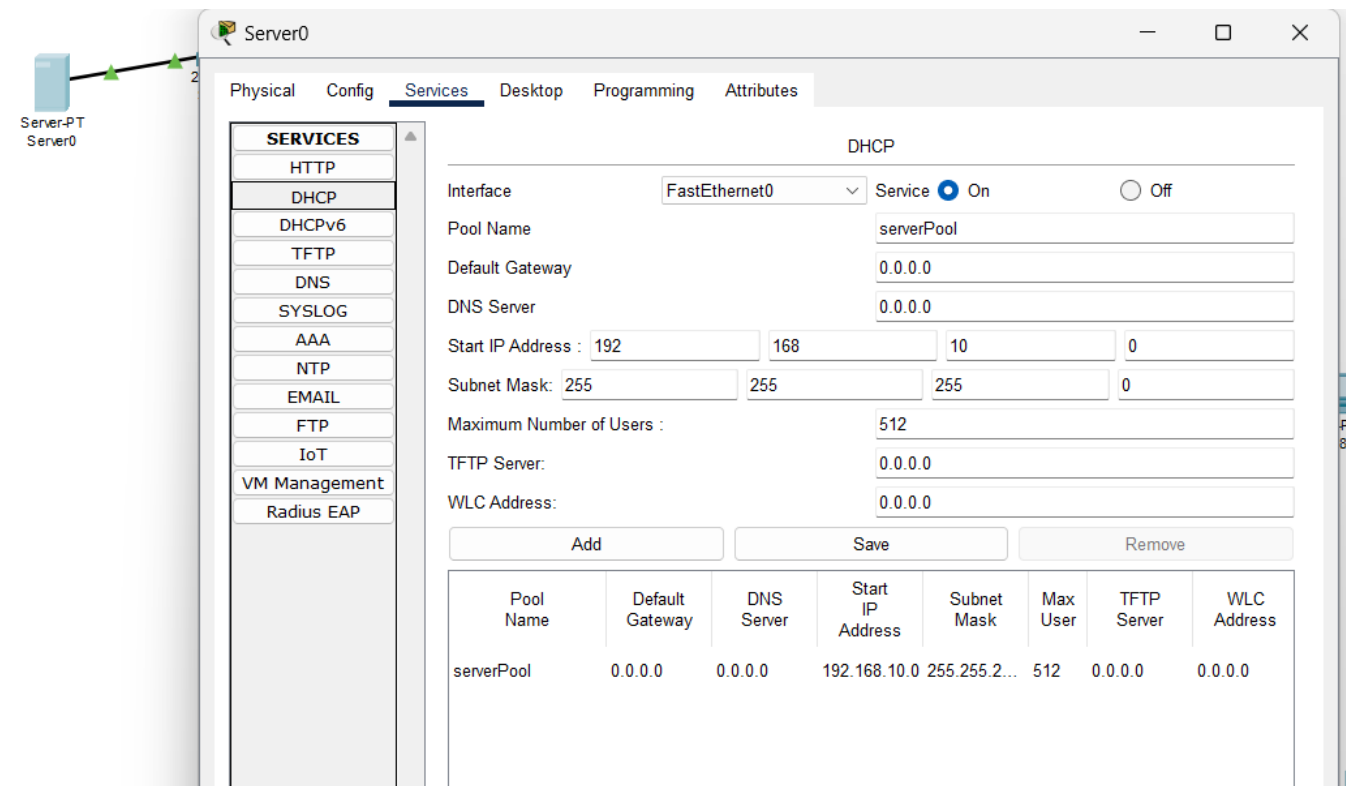 Server0
Physical Config Services Desktop Programming Attributes
2
Server-PT
Server0
SERVICES
HTTP
DHCP
DHCPv6
TFTP
DNS
SYSLOG
AAA
NTP
EMAIL
FTP
IoT
VM Management
Radius EAP
DHCP
Interface FastEthernet0 Service On Off
Pool Name serverPool
Default Gateway 0.0.0.0
DNS Server 0.0.0.0
Start IP Address : 192 168 10 0
Subnet Mask: 255 255 255 0
Maximum Number of Users : 512
TFTP Server: 0.0.0.0
WLC Address: 0.0.0.0
Add Save Remove
Pool Name Default Gateway DNS Server Start IP Address Subnet Mask Max User TFTP Server WLC Address
serverPool 0.0.0.0 0.0.0.0 192.168.10.0 255.255.2... 512 0.0.0.0 0.0.0.0